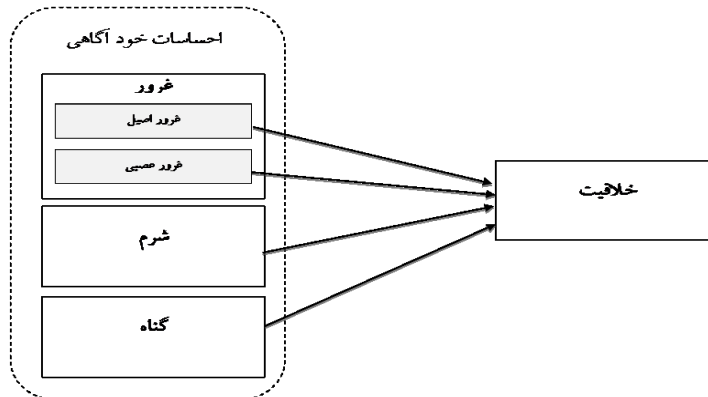 احساسات خود آگاهی
غرور
غرور اصیل
غرور عصبی
شرم
گناه
خلاقیت